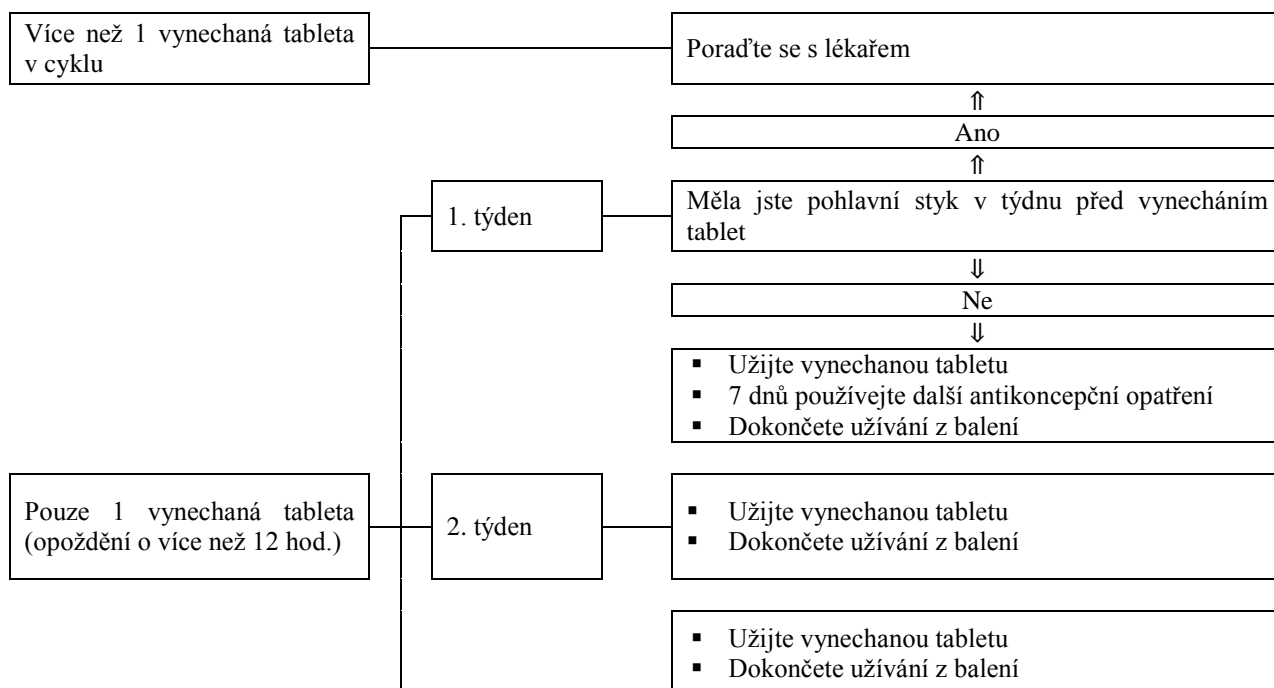 Více než 1 vynechaná tableta
v cyklu
Poraďte se s lékařem
⇑
Ano
⇑
1. týden
Měla jste pohlavní styk v týdnu před vynecháním
tablet
⇓
Ne
⇓
▪ Užijte vynechanou tabletu
▪ 7 dnů používejte další antikoncepční opatření
▪ Dokončete užívání z balení
Pouze 1 vynechaná tableta
(opoždění o více než 12 hod.)
2. týden
▪ Užijte vynechanou tabletu
▪ Dokončete užívání z balení
▪ Užijte vynechanou tabletu
▪ Dokončete užívání z balení